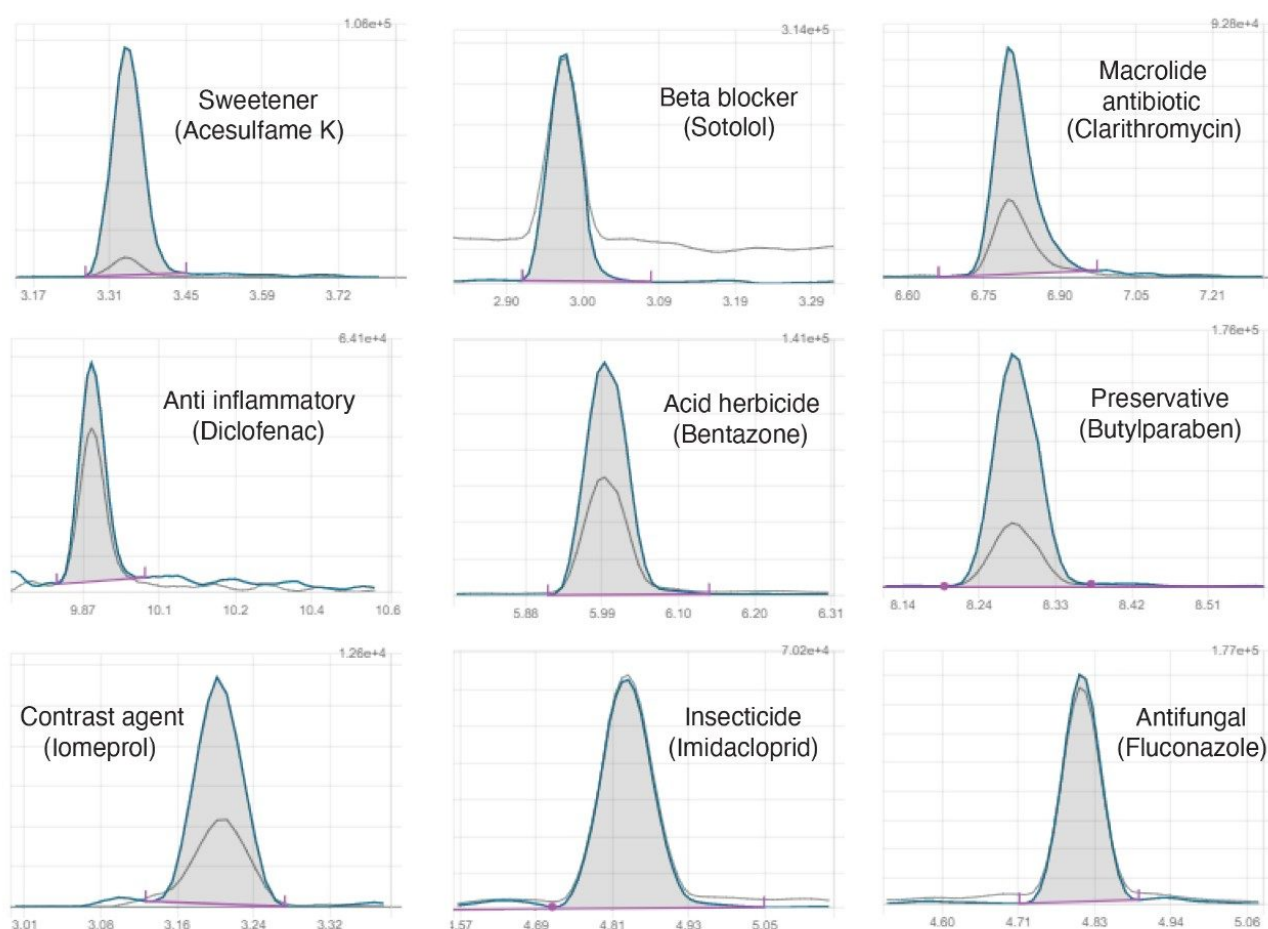 1.06e+5
Sweetener
(Acesulfame K)
3.17 3.31 3.45 3.59 3.72
3.14e+5
Beta blocker
(Sotolol)
2.90 3.00 3.09 3.19 3.29
9.28e+4
Macrolide
antibiotic
(Clarithromycin)
6.60 6.75 6.90 7.05 7.21
6.41e+4
Anti inflammatory
(Diclofenac)
9.87 10.1 10.2 10.4 10.6
1.41e+5
Acid herbicide
(Bentazone)
5.88 5.99 6.10 6.20 6.31
1.76e+5
Preservative
(Butylparaben)
8.14 8.24 8.33 8.42 8.51
1.26e+4
Contrast agent
(Iomeprol)
3.01 3.08 3.16 3.24 3.32
7.02e+4
Insecticide
(Imidacloprid)
.57 4.69 4.81 4.93 5.05
1.77e+5
Antifungal
(Fluconazole)
4.60 4.71 4.83 4.94 5.06